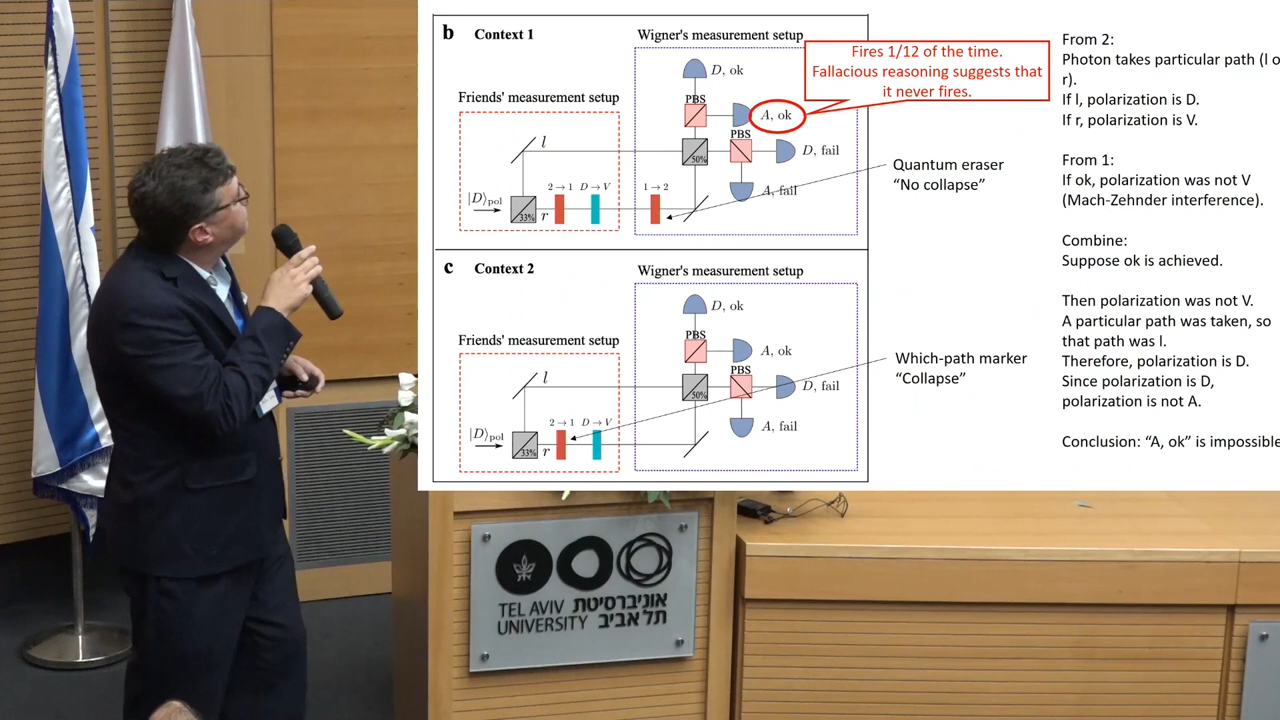 b Context 1
Wigner's measurement setup
Friends' measurement setup
D, ok
PBS
A, ok
PBS
D, fail
A, fail
50%
l
|D⟩pol
33%
r
2→1 D→V
1→2
Fires 1/12 of the time.
Fallacious reasoning suggests that
it never fires.
Quantum eraser
"No collapse"
c Context 2
Wigner's measurement setup
Friends' measurement setup
D, ok
PBS
A, ok
PBS
D, fail
A, fail
50%
l
|D⟩pol
33%
r
2→1 D→V
Which-path marker
"Collapse"
From 2:
Photon takes particular path (l o
r).
If l, polarization is D.
If r, polarization is V.
From 1:
If ok, polarization was not V
(Mach-Zehnder interference).
Combine:
Suppose ok is achieved.
Then polarization was not V.
A particular path was taken, so
that path was l.
Therefore, polarization is D.
Since polarization is D,
polarization is not A.
Conclusion: "A, ok" is impossible
TEL AVIV אוניברסיטת
UNIVERSITY תל אביב